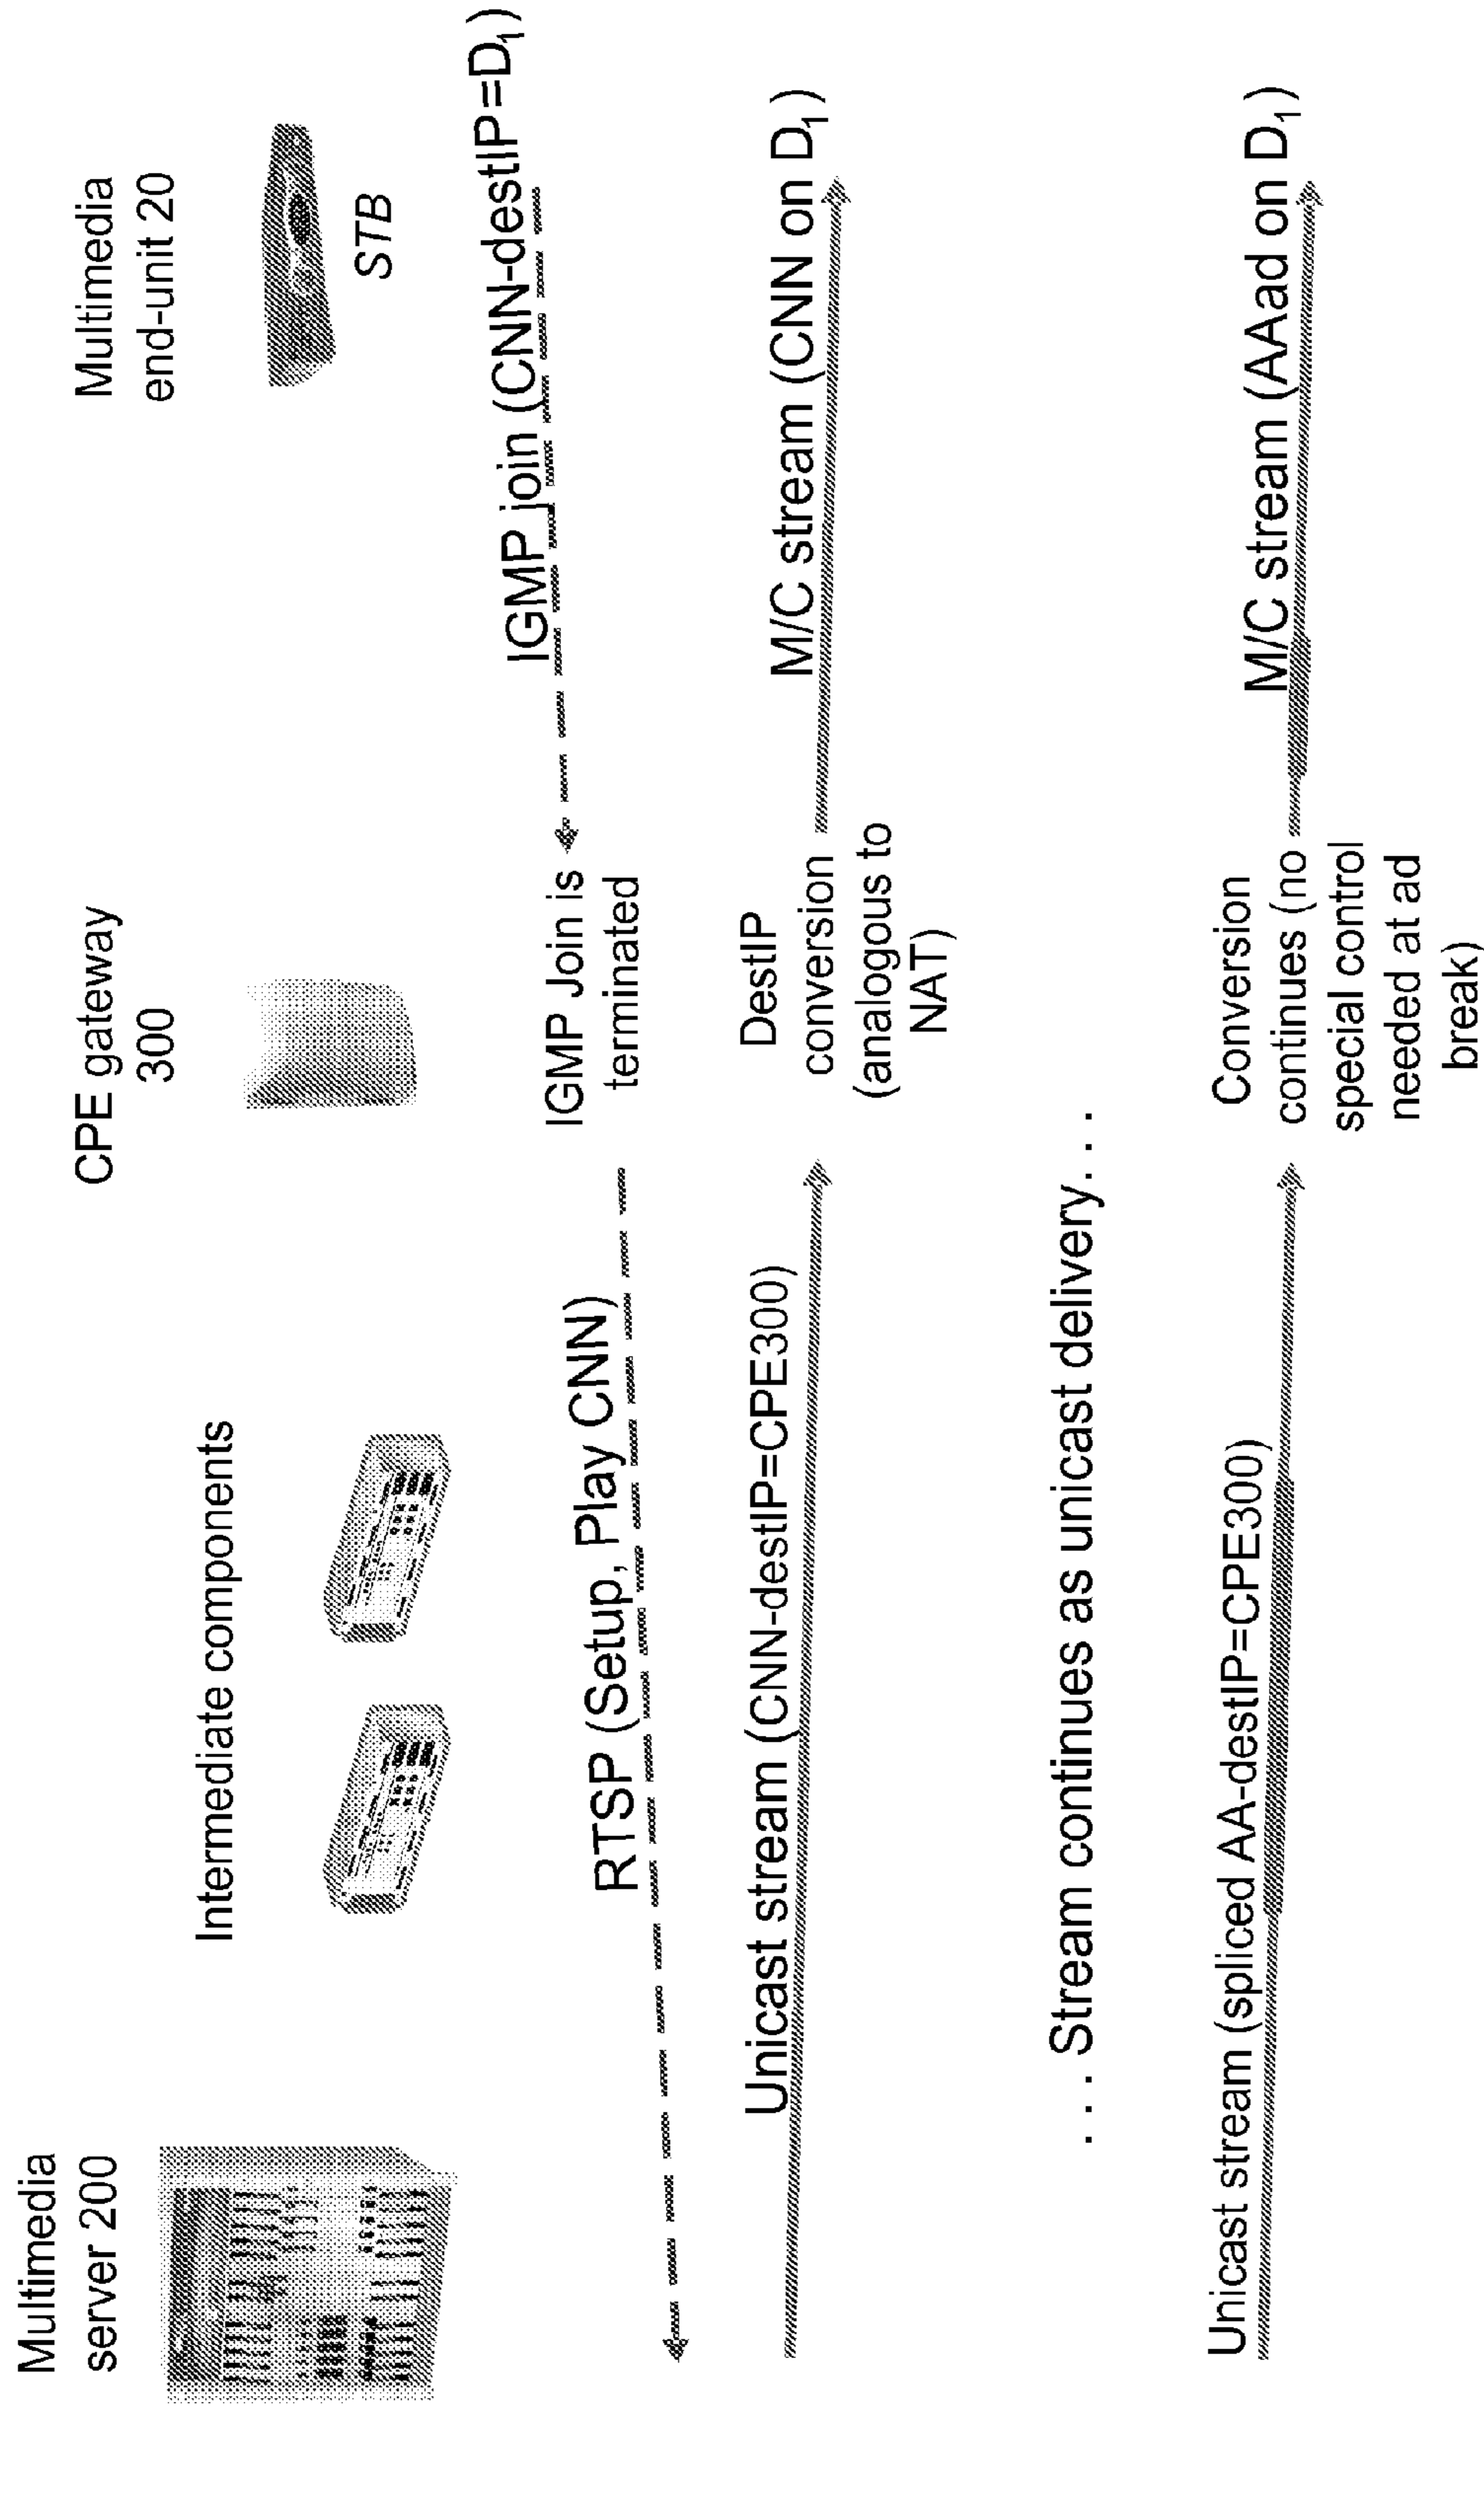 Multimedia
server 200
Intermediate components
CPE gateway
300
Multimedia
end-unit 20
STB
IGMP join (CNN-destIP=D₁)
IGMP Join is
terminated
RTSP (Setup, Play CNN)
Unicast stream (CNN-destIP=CPE300)
DestIP
conversion
(analogous to
NAT)
M/C stream (CNN on D₁)
. . . Stream continues as unicast delivery. . .
Unicast stream (spliced AA-destIP=CPE300)
Conversion
continues (no
special control
needed at ad
break)
M/C stream (AAad on D₁)